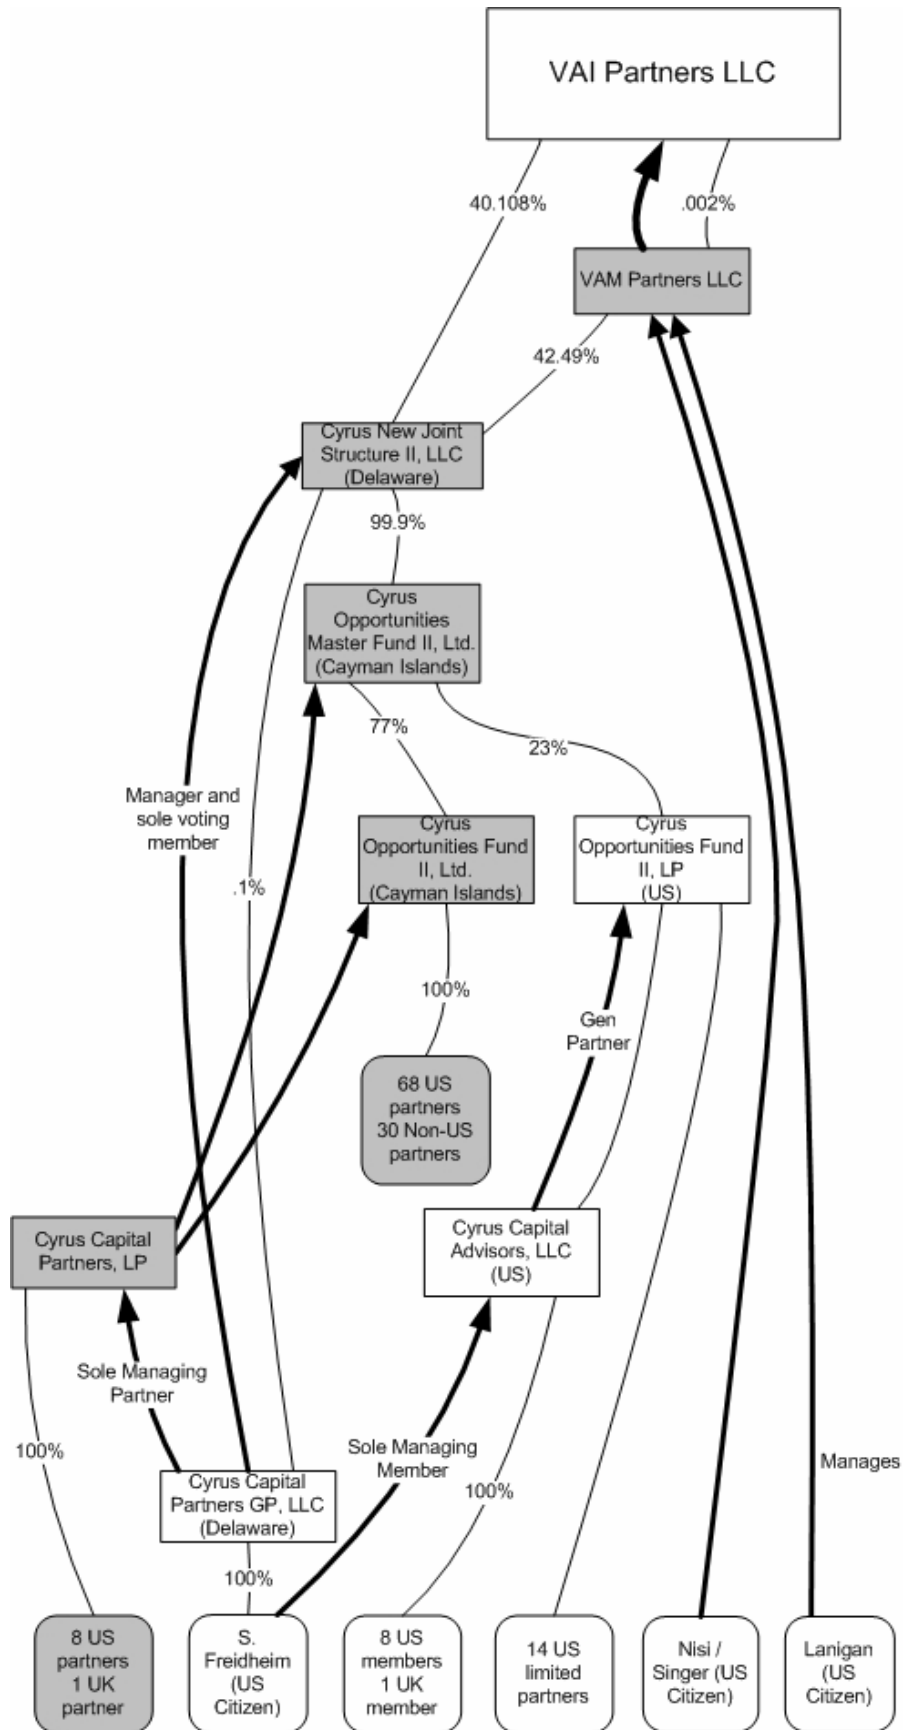 VAI Partners LLC
40.108%
.002%
VAM Partners LLC
42.49%
Cyrus New Joint
Structure II, LLC
(Delaware)
99.9%
Cyrus
Opportunities
Master Fund II, Ltd.
(Cayman Islands)
77%
23%
Manager and
sole voting
member
Cyrus
Opportunities Fund
II, Ltd.
(Cayman Islands)
Cyrus
Opportunities Fund
II, LP
(US)
.1%
100%
Gen
Partner
68 US
partners
30 Non-US
partners
Cyrus Capital
Partners, LP
Cyrus Capital
Advisors, LLC
(US)
Sole Managing
Partner
100%
Sole Managing
Member
100%
Manages
Cyrus Capital
Partners GP, LLC
(Delaware)
100%
8 US
partners
1 UK
partner
S.
Freidheim
(US
Citizen)
8 US
members
1 UK
member
14 US
limited
partners
Nisi /
Singer (US
Citizen)
Lanigan
(US
Citizen)